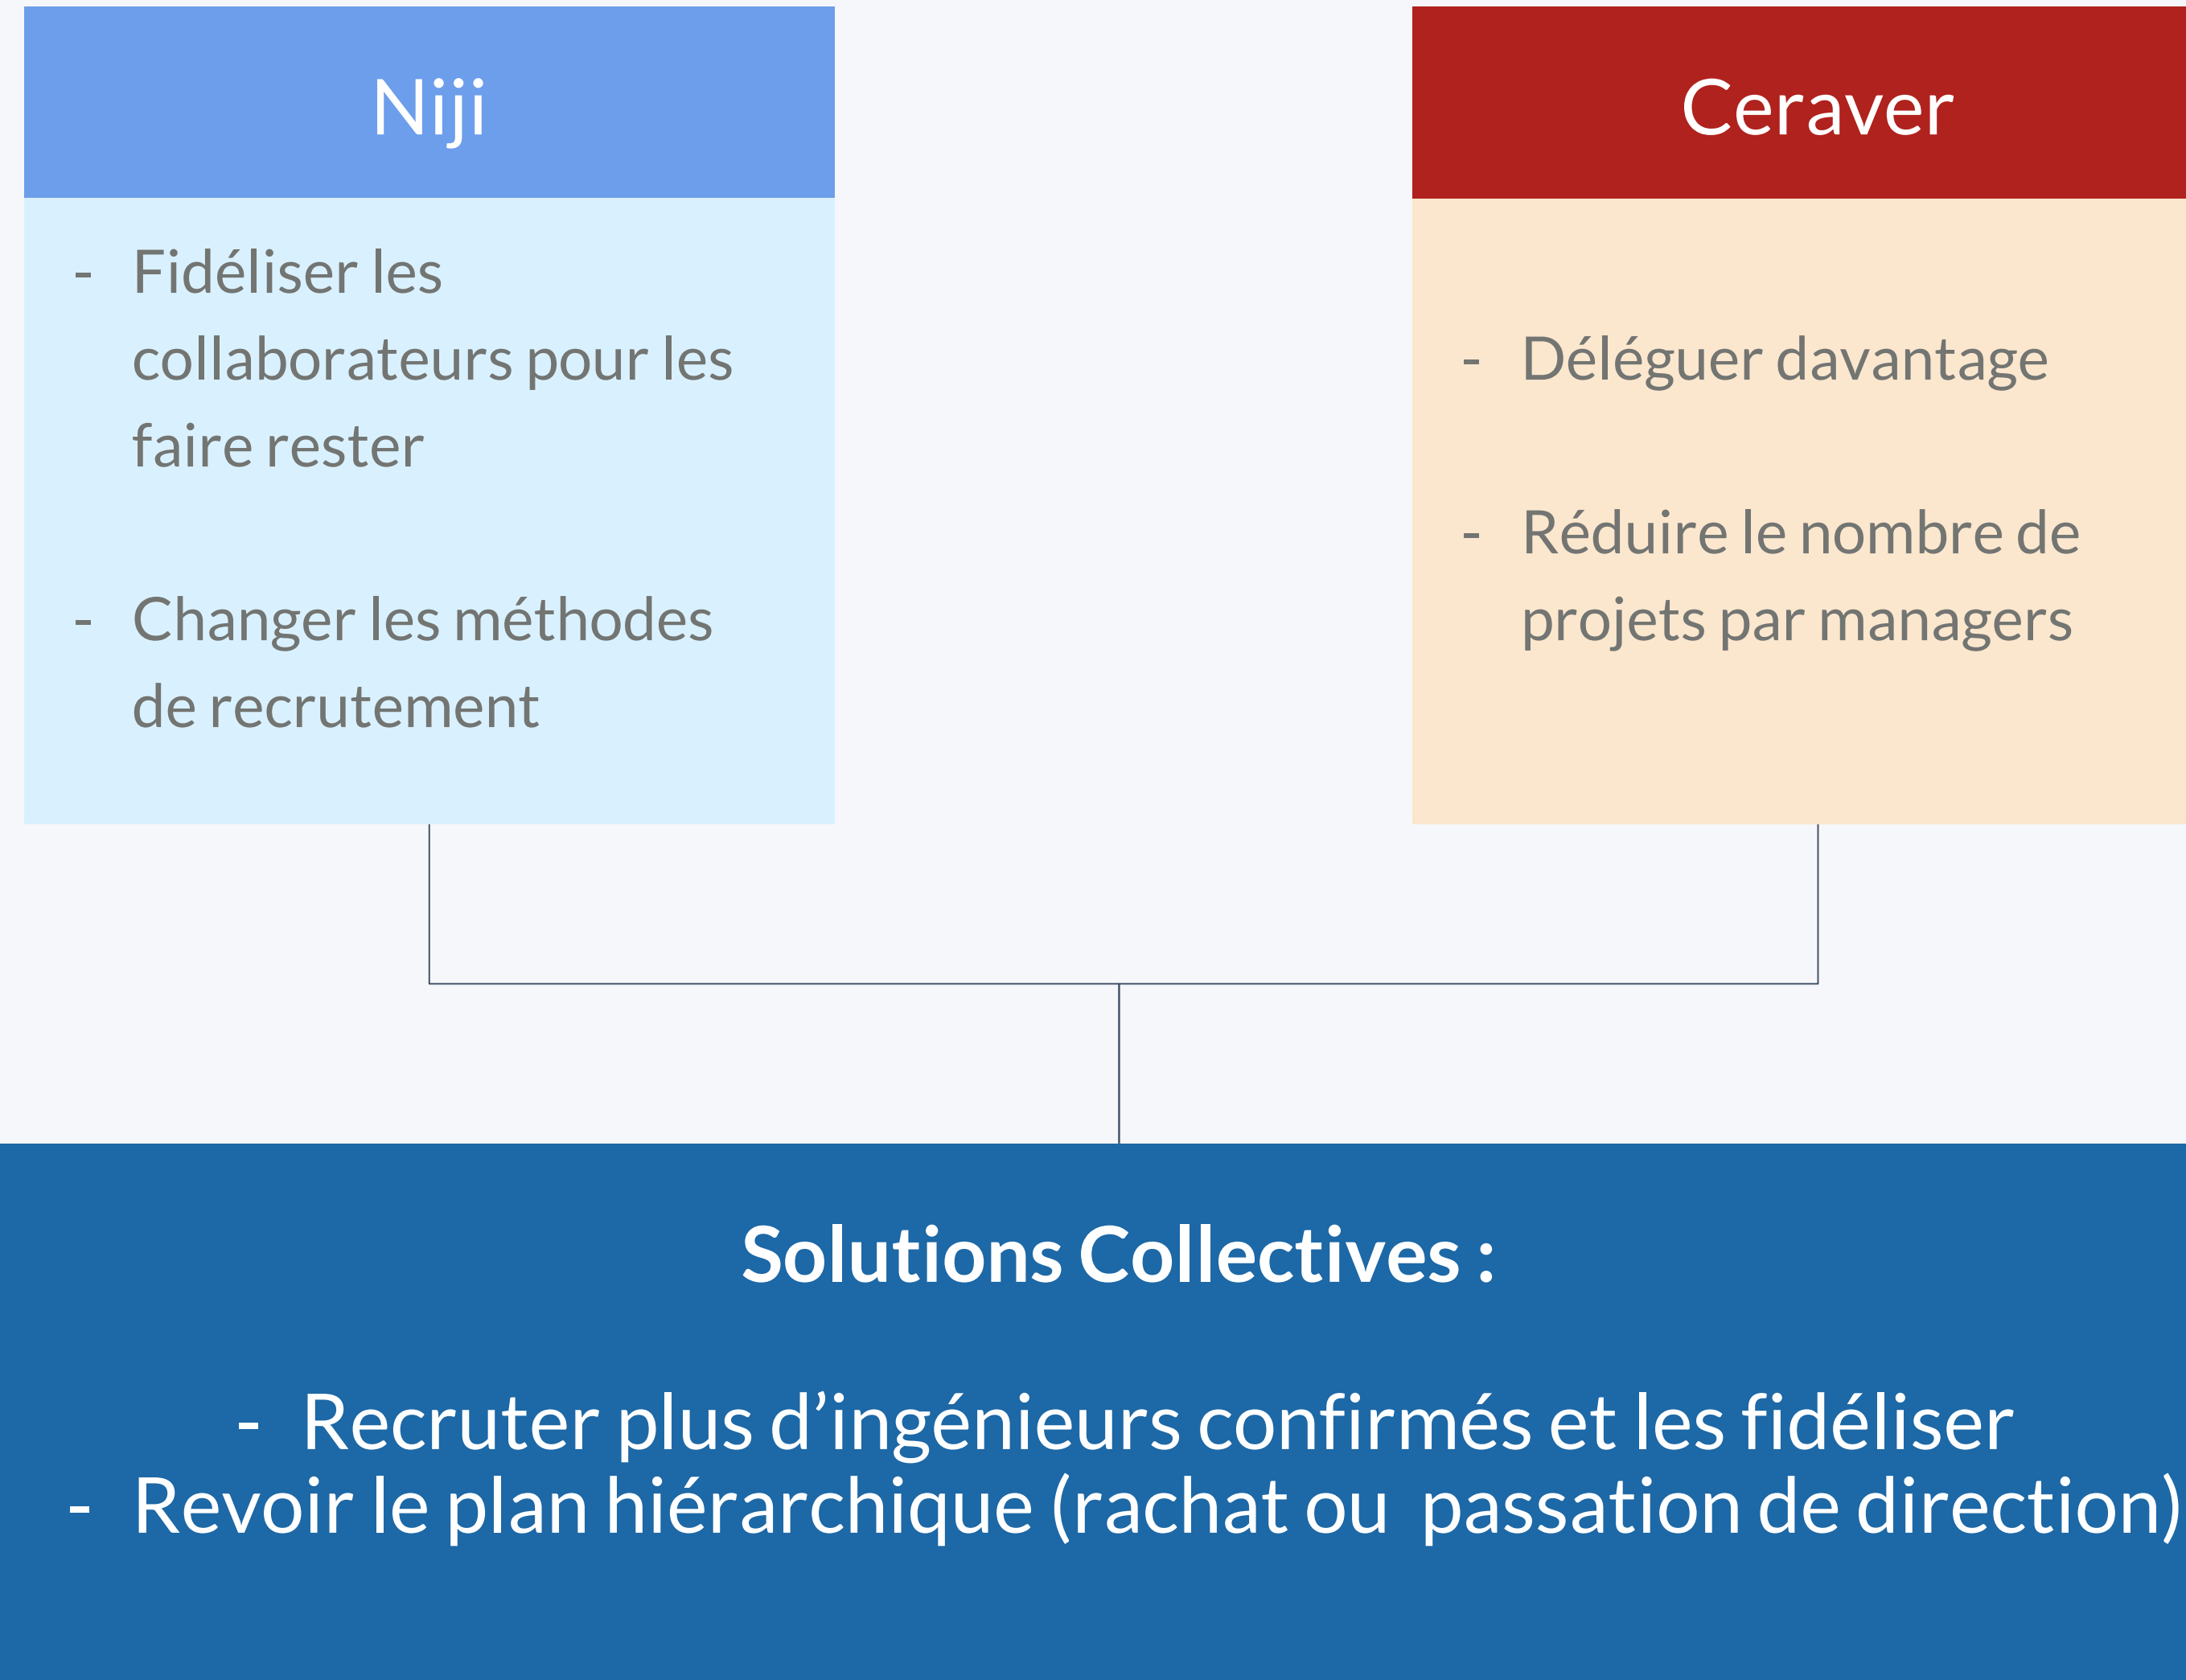 Niji
- Fidéliser les
collaborateurs pour les
faire rester
- Changer les méthodes
de recrutement
Ceraver
- Déléguer davantage
- Réduire le nombre de
projets par managers
Solutions Collectives :
- Recruter plus d’ingénieurs confirmés et les fidéliser
- Revoir le plan hiérarchique (rachat ou  passation de direction)